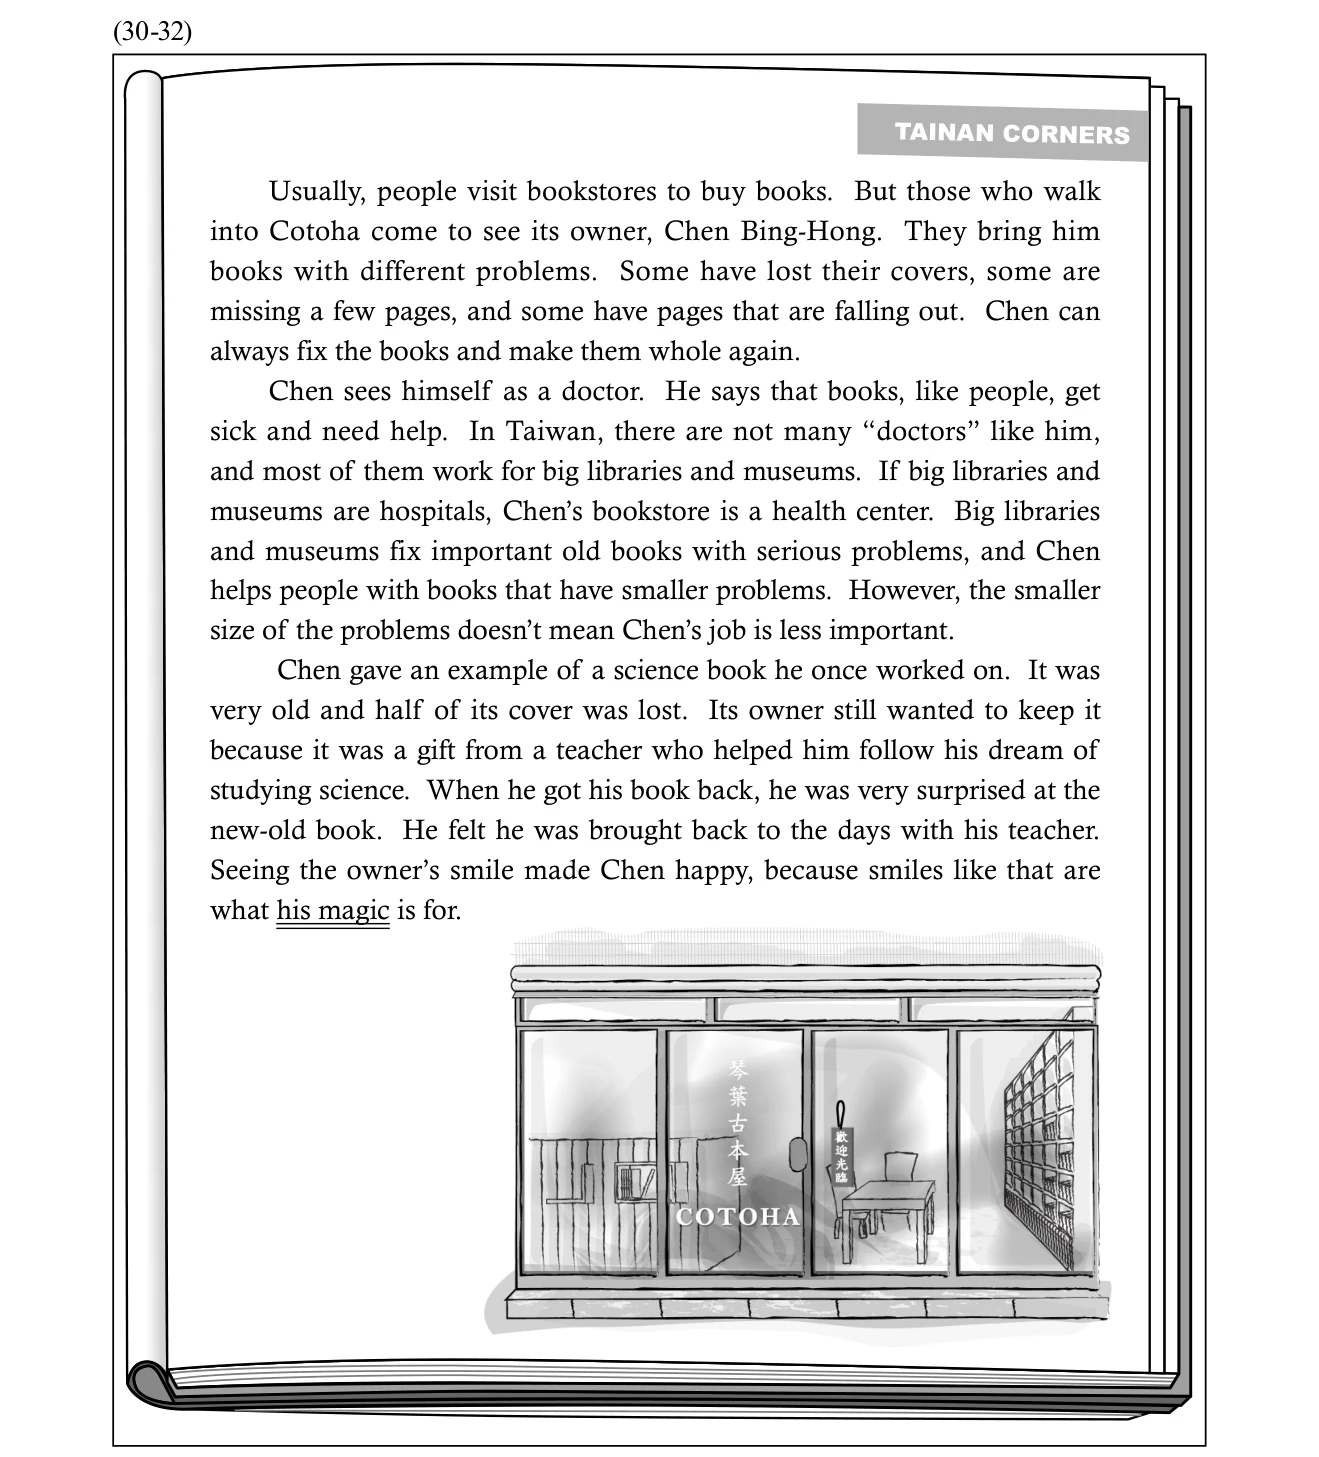 (30-32)
TAINAN CORNERS
Usually, people visit bookstores to buy books. But those who walk
into Cotoha come to see its owner, Chen Bing-Hong. They bring him
books with different problems. Some have lost their covers, some are
missing a few pages, and some have pages that are falling out. Chen can
always fix the books and make them whole again.
Chen sees himself as a doctor. He says that books, like people, get
sick and need help. In Taiwan, there are not many “doctors” like him,
and most of them work for big libraries and museums. If big libraries and
museums are hospitals, Chen’s bookstore is a health center. Big libraries
and museums fix important old books with serious problems, and Chen
helps people with books that have smaller problems. However, the smaller
size of the problems doesn’t mean Chen’s job is less important.
Chen gave an example of a science book he once worked on. It was
very old and half of its cover was lost. Its owner still wanted to keep it
because it was a gift from a teacher who helped him follow his dream of
studying science. When he got his book back, he was very surprised at the
new-old book. He felt he was brought back to the days with his teacher.
Seeing the owner’s smile made Chen happy, because smiles like that are
what his magic is for.
琴葉古本屋
COTOHA
歡迎光臨